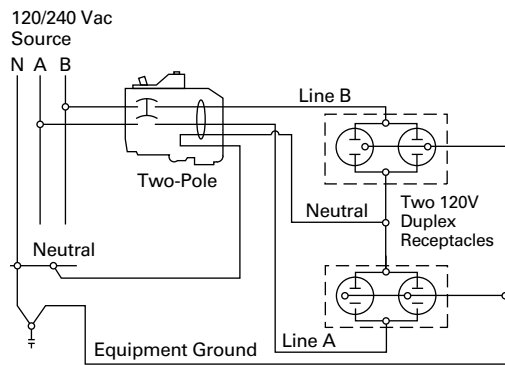 120/240 Vac
Source
N A B
Line B
Two-Pole
Neutral
Two 120V
Duplex
Receptacles
Neutral
Line A
Equipment Ground